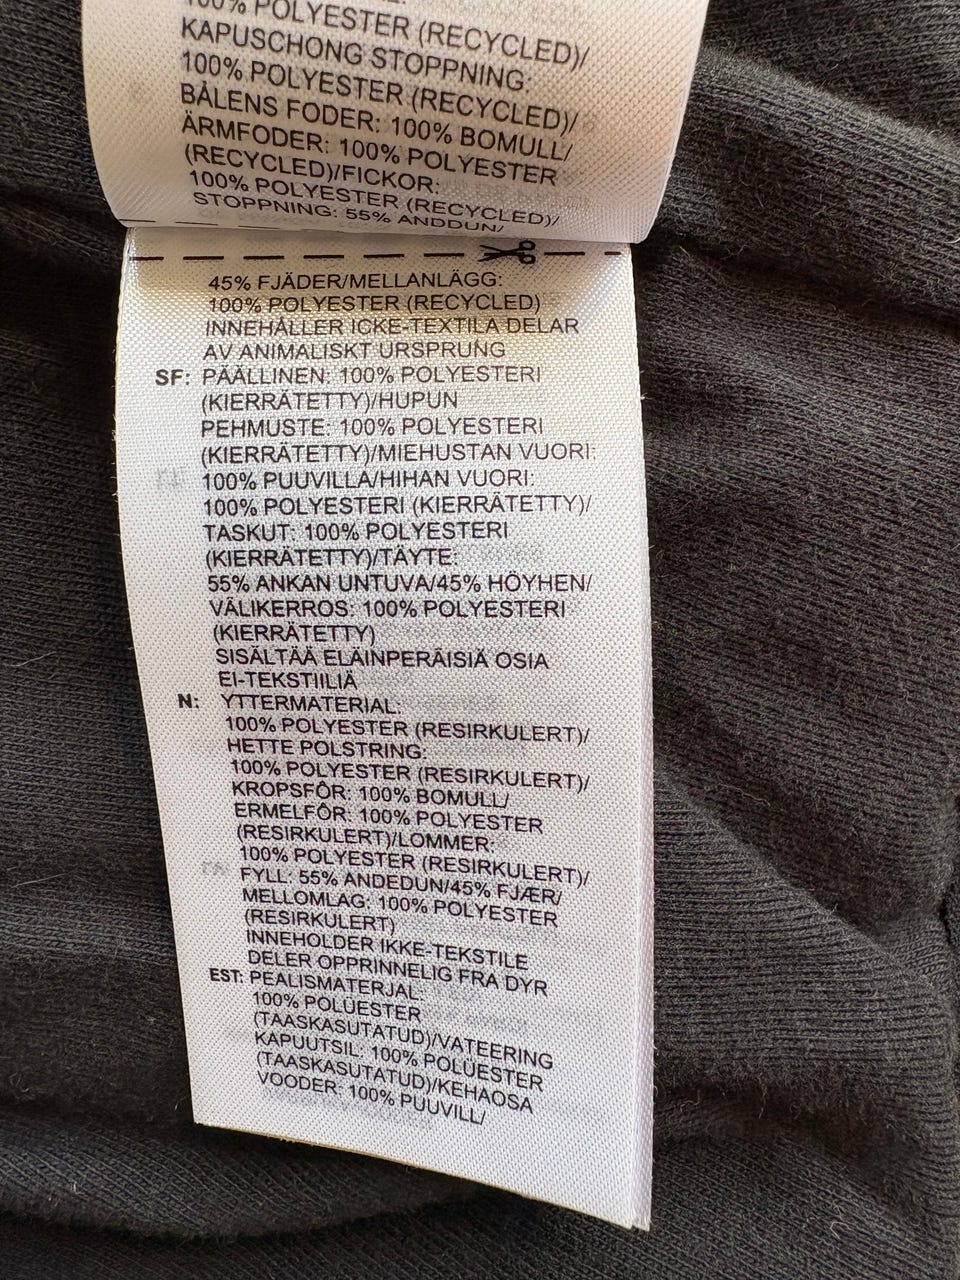 100% POLYESTER (RECYCLED)/
KAPUSCHONG STOPPNING:
100% POLYESTER (RECYCLED)/
BÅLENS FODER: 100% BOMULL/
ÄRMFODER: 100% POLYESTER
(RECYCLED)/FICKOR:
100% POLYESTER (RECYCLED)/
STOPPNING: 55% ANDDUN/
45% FJÄDER/MELLANLÄGG:
100% POLYESTER (RECYCLED)
INNEHÅLLER ICKE-TEXTILA DELAR
AV ANIMALISKT URSPRUNG
SF: PÄÄLLINEN: 100% POLYESTERI
(KIERRÄTETTY)/HUPUN
PEHMUSTE: 100% POLYESTERI
(KIERRÄTETTY)/MIEHUSTAN VUORI:
100% PUUVILLA/HIHAN VUORI:
100% POLYESTERI (KIERRÄTETTY)/
TASKUT: 100% POLYESTERI
(KIERRÄTETTY)/TÄYTE:
55% ANKAN UNTUVA/45% HÖYHEN/
VÄLIKERROS: 100% POLYESTERI
(KIERRÄTETTY)
SISÄLTÄÄ ELÄINPERÄISIÄ OSIA
EI-TEKSTIILIÄ
N: YTTERMATERIAL:
100% POLYESTER (RESIRKULERT)/
HETTE POLSTRING:
100% POLYESTER (RESIRKULERT)/
KROPSFÔR: 100% BOMULL/
ERMELFÔR: 100% POLYESTER
(RESIRKULERT)/LOMMER:
100% POLYESTER (RESIRKULERT)/
FYLL: 55% ANDEDUN/45% FJÆR/
MELLOMLAG: 100% POLYESTER
(RESIRKULERT)
INNEHOLDER IKKE-TEKSTILE
DELER OPPRINNELIG FRA DYR
EST: PEALISMATERJAL:
100% POLÜESTER
(TAASKASUTATUD)/VATEERING
KAPUUTSIL: 100% POLÜESTER
(TAASKASUTATUD)/KEHAOSA
VOODER: 100% PUUVILL/